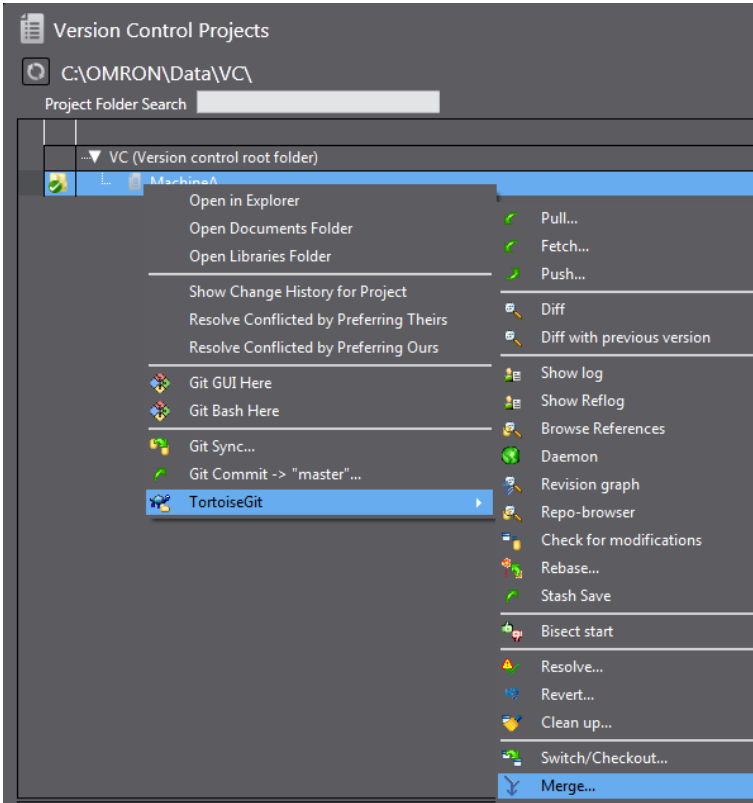 Version Control Projects
C:\OMRON\Data\VC\
Project Folder Search
VC (Version control root folder)
MachineA
Open in Explorer
Open Documents Folder
Open Libraries Folder
Show Change History for Project
Resolve Conflicted by Preferring Theirs
Resolve Conflicted by Preferring Ours
Git GUI Here
Git Bash Here
Git Sync...
Git Commit -> "master"...
TortoiseGit
Pull...
Fetch...
Push...
Diff
Diff with previous version
Show log
Show Reflog
Browse References
Daemon
Revision graph
Repo-browser
Check for modifications
Rebase...
Stash Save
Bisect start
Resolve...
Revert...
Clean up...
Switch/Checkout...
Merge...